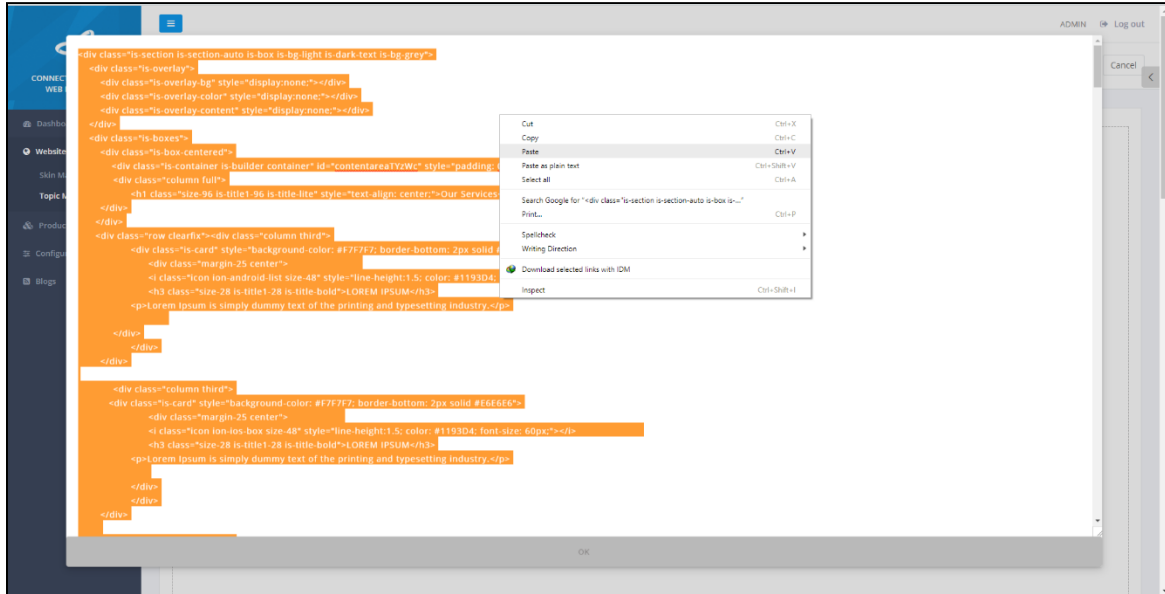 ADMIN Log out
Cancel
CONNEC
WEB
Dashbo
Website
Skin M
Topic M
Produc
Configu
Blogs
<div class="is-section is-section-auto is-box is-bg-light is-dark-text is-bg-grey">
<div class="is-overlay">
<div class="is-overlay-bg" style="display:none;"></div>
<div class="is-overlay-color" style="display:none;"></div>
<div class="is-overlay-content" style="display:none;"></div>
</div>
<div class="is-boxes">
<div class="is-box-centered">
<div class="is-container is-builder container" id="contentareaTYzWc" style="padding:
<div class="column full">
<h1 class="size-96 is-title1-96 is-title-lite" style="text-align: center;">Our Services
</div>
</div>
<div class="row clearfix"><div class="column third">
<div class="is-card" style="background-color: #F7F7F7; border-bottom: 2px solid
<div class="margin-25 center">
<i class="icon ion-android-list size-48" style="line-height:1.5; color: #1193D4;
<h3 class="size-28 is-title1-28 is-title-bold">LOREM IPSUM</h3>
<p>Lorem Ipsum is simply dummy text of the printing and typesetting industry.</p>
</div>
</div>
</div>
<div class="column third">
<div class="is-card" style="background-color: #F7F7F7; border-bottom: 2px solid #E6E6E6">
<div class="margin-25 center">
<i class="icon ion-ios-box size-48" style="line-height:1.5; color: #1193D4; font-size: 60px;"></i>
<h3 class="size-28 is-title1-28 is-title-bold">LOREM IPSUM</h3>
<p>Lorem Ipsum is simply dummy text of the printing and typesetting industry.</p>
</div>
</div>
</div>
Cut Ctrl+X
Copy Ctrl+C
Paste Ctrl+V
Paste as plain text Ctrl+Shift+V
Select all Ctrl+A
Search Google for "<div class="is-section is-section-auto is-box is-..."
Print... Ctrl+P
Spellcheck
Writing Direction
Download selected links with IDM
Inspect Ctrl+Shift+I
OK